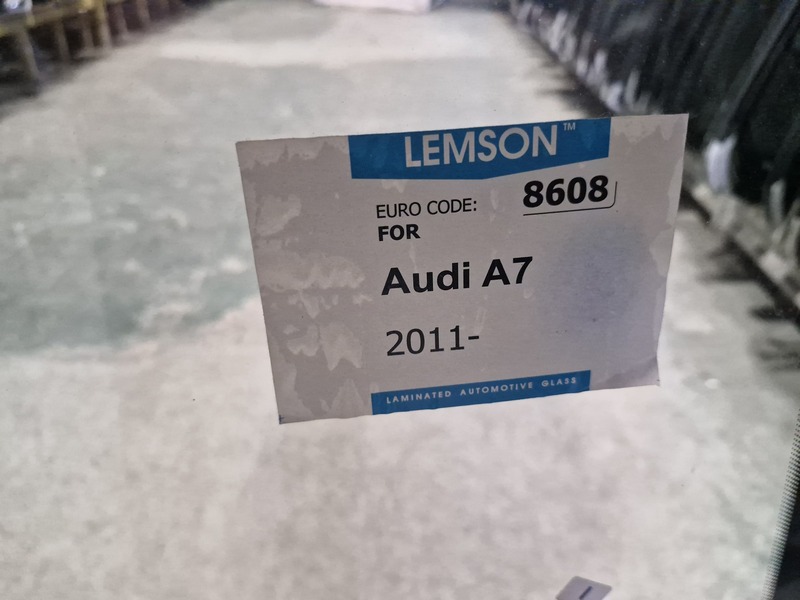 LEMSON™
EURO CODE: 8608
FOR
Audi A7
2011-
LAMINATED AUTOMOTIVE GLASS